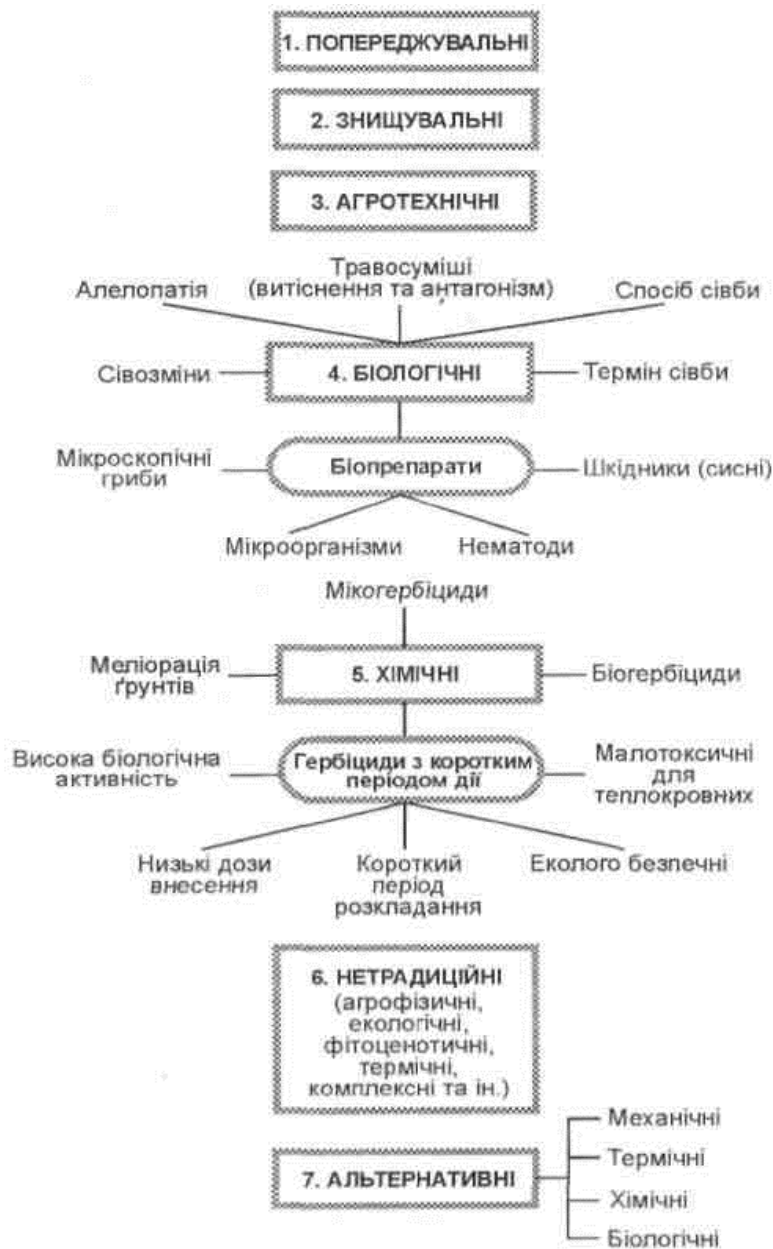 1. ПОПЕРЕДЖУВАЛЬНІ
2. ЗНИЩУВАЛЬНІ
3. АГРОТЕХНІЧНІ
Алелопатія
Травосуміші
(витіснення та антагонізм)
Спосіб сівби
Сівозміни
4. БІОЛОГІЧНІ
Термін сівби
Мікроскопічні
гриби
Біопрепарати
Шкідники (сисні)
Мікроорганізми
Нематоди
Мікогербіциди
Меліорація
ґрунтів
5. ХІМІЧНІ
Біогербіциди
Висока біологічна
активність
Гербіциди з коротким
періодом дії
Малотоксичні
для
теплокровних
Низькі дози
внесення
Короткий
період
розкладання
Еколого безпечні
6. НЕТРАДИЦІЙНІ
(агрофізичні,
екологічні,
фітоценотичні,
термічні,
комплексні та ін.)
7. АЛЬТЕРНАТИВНІ
Механічні
Термічні
Хімічні
Біологічні